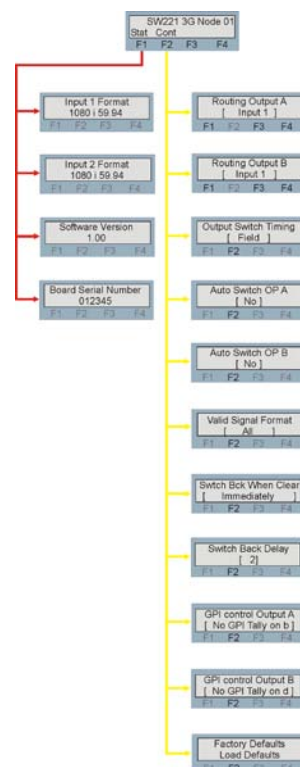 SW221 3G Node 01
Stat Cont
F1 F2 F3 F4
Input 1 Format
1080 i 59.94
F1 F2 F3 F4
Input 2 Format
1080 i 59.94
F1 F2 F3 F4
Software Version
1.00
F1 F2 F3 F4
Board Serial Number
012345
F1 F2 F3 F4
Routing Output A
[ Input 1 ]
F1 F2 F3 F4
Routing Output B
[ Input 1 ]
F1 F2 F3 F4
Output Switch Timing
[ Field ]
F1 F2 F3 F4
Auto Switch OP A
[ No ]
F1 F2 F3 F4
Auto Switch OP B
[ No ]
F1 F2 F3 F4
Valid Signal Format
[ All ]
F1 F2 F3 F4
Swtch Bck When Clear
[ Immediately ]
F1 F2 F3 F4
Switch Back Delay
[ 2]
F1 F2 F3 F4
GPI control Output A
[ No GPI Tally on b ]
F1 F2 F3 F4
GPI control Output B
[ No GPI Tally on d ]
F1 F2 F3 F4
Factory Defaults
Load Defaults
F1 F2 F3 F4